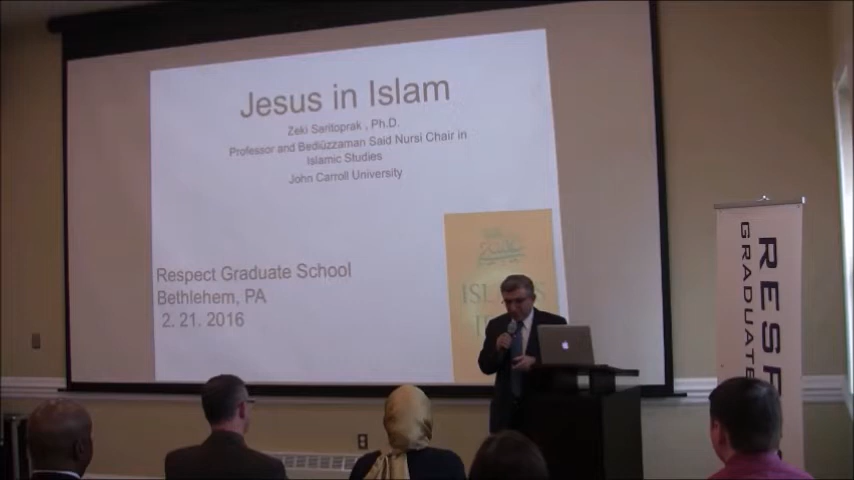 Jesus in Islam
Zeki Saritoprak , Ph.D.
Professor and Bediüzzaman Said Nursi Chair in
Islamic Studies
John Carroll University
Respect Graduate School
Bethlehem, PA
2. 21. 2016
GRADUATE